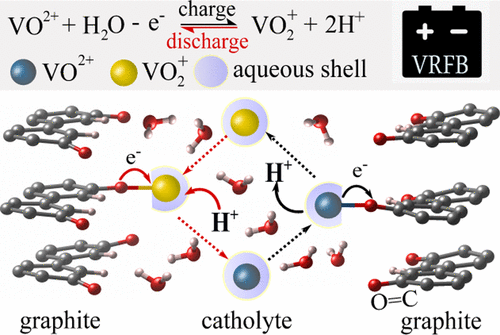 VO²⁺ + H₂O - e⁻ charge discharge VO₂⁺ + 2H⁺
+ -
VRFB
VO²⁺ VO₂⁺ aqueous shell
e⁻
H⁺
H⁺
e⁻
O=C
graphite catholyte graphite